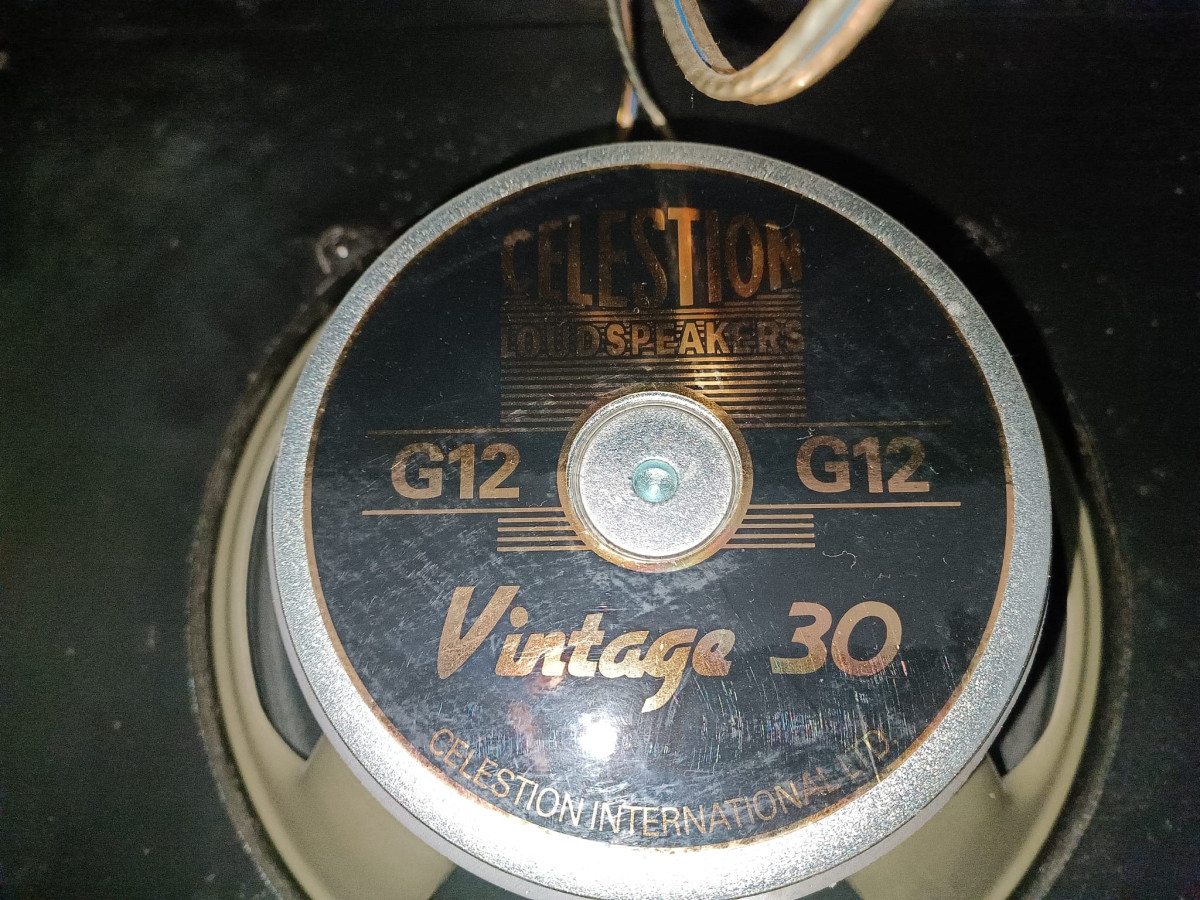 CELESTION
LOUDSPEAKERS
G12 G12
Vintage 30
CELESTION INTERNATIONAL LTD